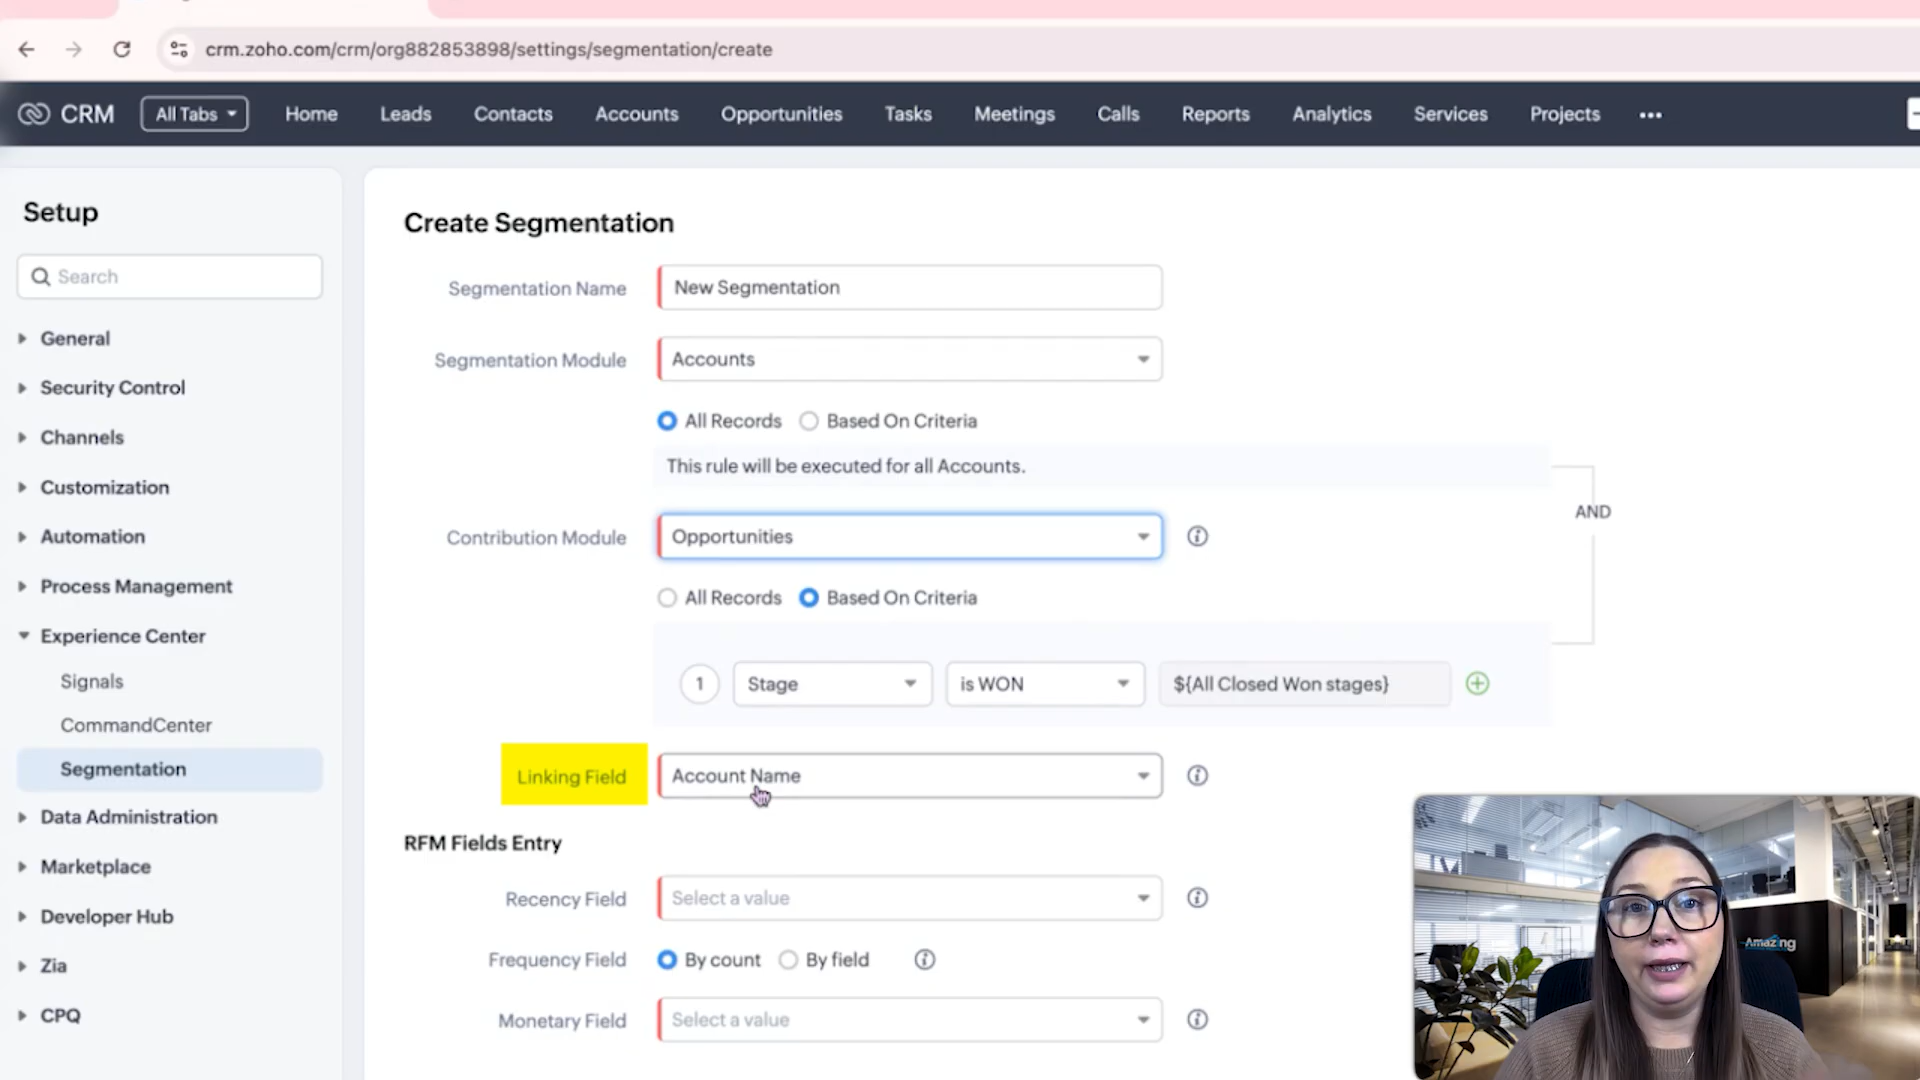 crm.zoho.com/crm/org882853898/settings/segmentation/create
CRM All Tabs Home Leads Contacts Accounts Opportunities Tasks Meetings Calls Reports Analytics Services Projects •••
Setup
Search
General
Security Control
Channels
Customization
Automation
Process Management
Experience Center
Signals
CommandCenter
Segmentation
Data Administration
Marketplace
Developer Hub
Zia
CPQ
Create Segmentation
Segmentation Name New Segmentation
Segmentation Module Accounts
All Records Based On Criteria
This rule will be executed for all Accounts.
AND
Contribution Module Opportunities
All Records Based On Criteria
1 Stage is WON ${All Closed Won stages}
Linking Field Account Name
RFM Fields Entry
Recency Field Select a value
Frequency Field By count By field
Monetary Field Select a value
Amazing